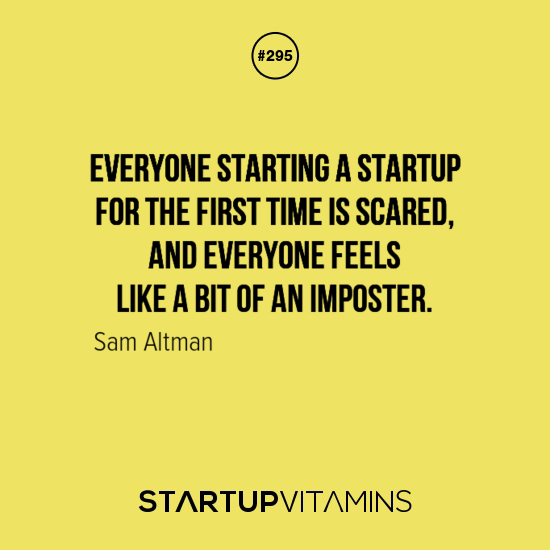 #295
EVERYONE STARTING A STARTUP
FOR THE FIRST TIME IS SCARED,
AND EVERYONE FEELS
LIKE A BIT OF AN IMPOSTER.
Sam Altman
STARTUPVITAMINS